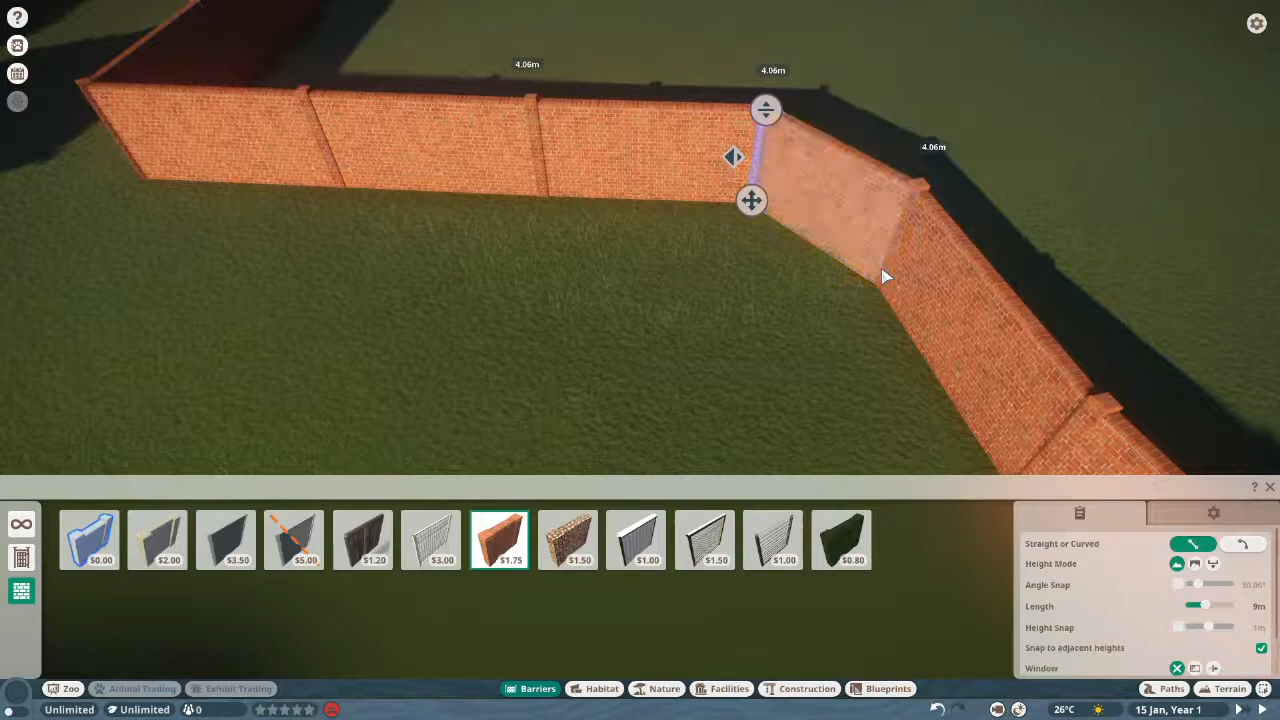 ?
4.06m
4.06m
4.06m
? ×
$0.00
$2.00
$3.50
$5.00
$1.20
$3.00
$1.75
$1.50
$1.00
$1.50
$1.00
$0.80
Straight or Curved
Height Mode
Angle Snap
Length 9m
Height Snap 1m
Snap to adjacent heights
Window
Zoo Animal Trading Exhibit Trading Barriers Habitat Nature Facilities Construction Blueprints Paths Terrain
Unlimited Unlimited 0 26°C 15 Jan, Year 1